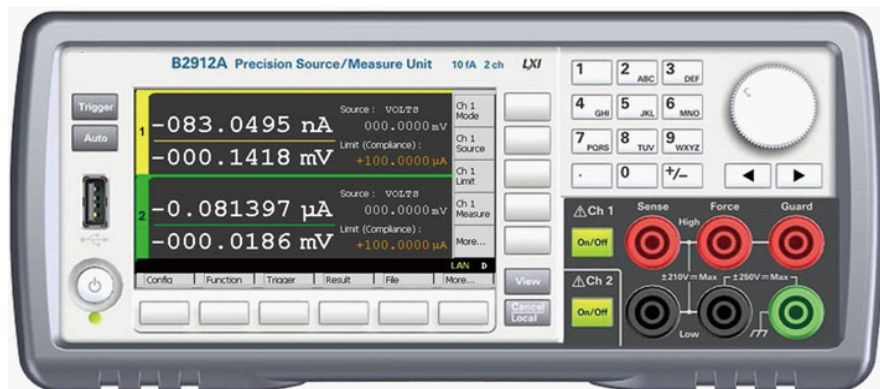 B2912A Precision Source/Measure Unit 10 fA 2 ch LXI
Trigger
Auto
1
-083.0495 nA
-000.1418 mV
Source : VOLTS
000.0000 mV
Limit (Compliance) :
+100.0000 µA
2
-0.081397 µA
-000.0186 mV
Source : VOLTS
000.0000 mV
Limit (Compliance) :
+100.0000 µA
Ch 1
Mode
Ch 1
Source
Ch 1
Limit
Ch 1
Measure
More...
LAN D
Config Function Trigger Result File More...
View
Cancel
Local
1 2 ABC 3 DEF
4 GHI 5 JKL 6 MNO
7 PQRS 8 TUV 9 WXYZ
. 0 +/-
Ch 1 Sense Force Guard
High
On/Off
±210V Max ±250V Max
Ch 2
On/Off
Low